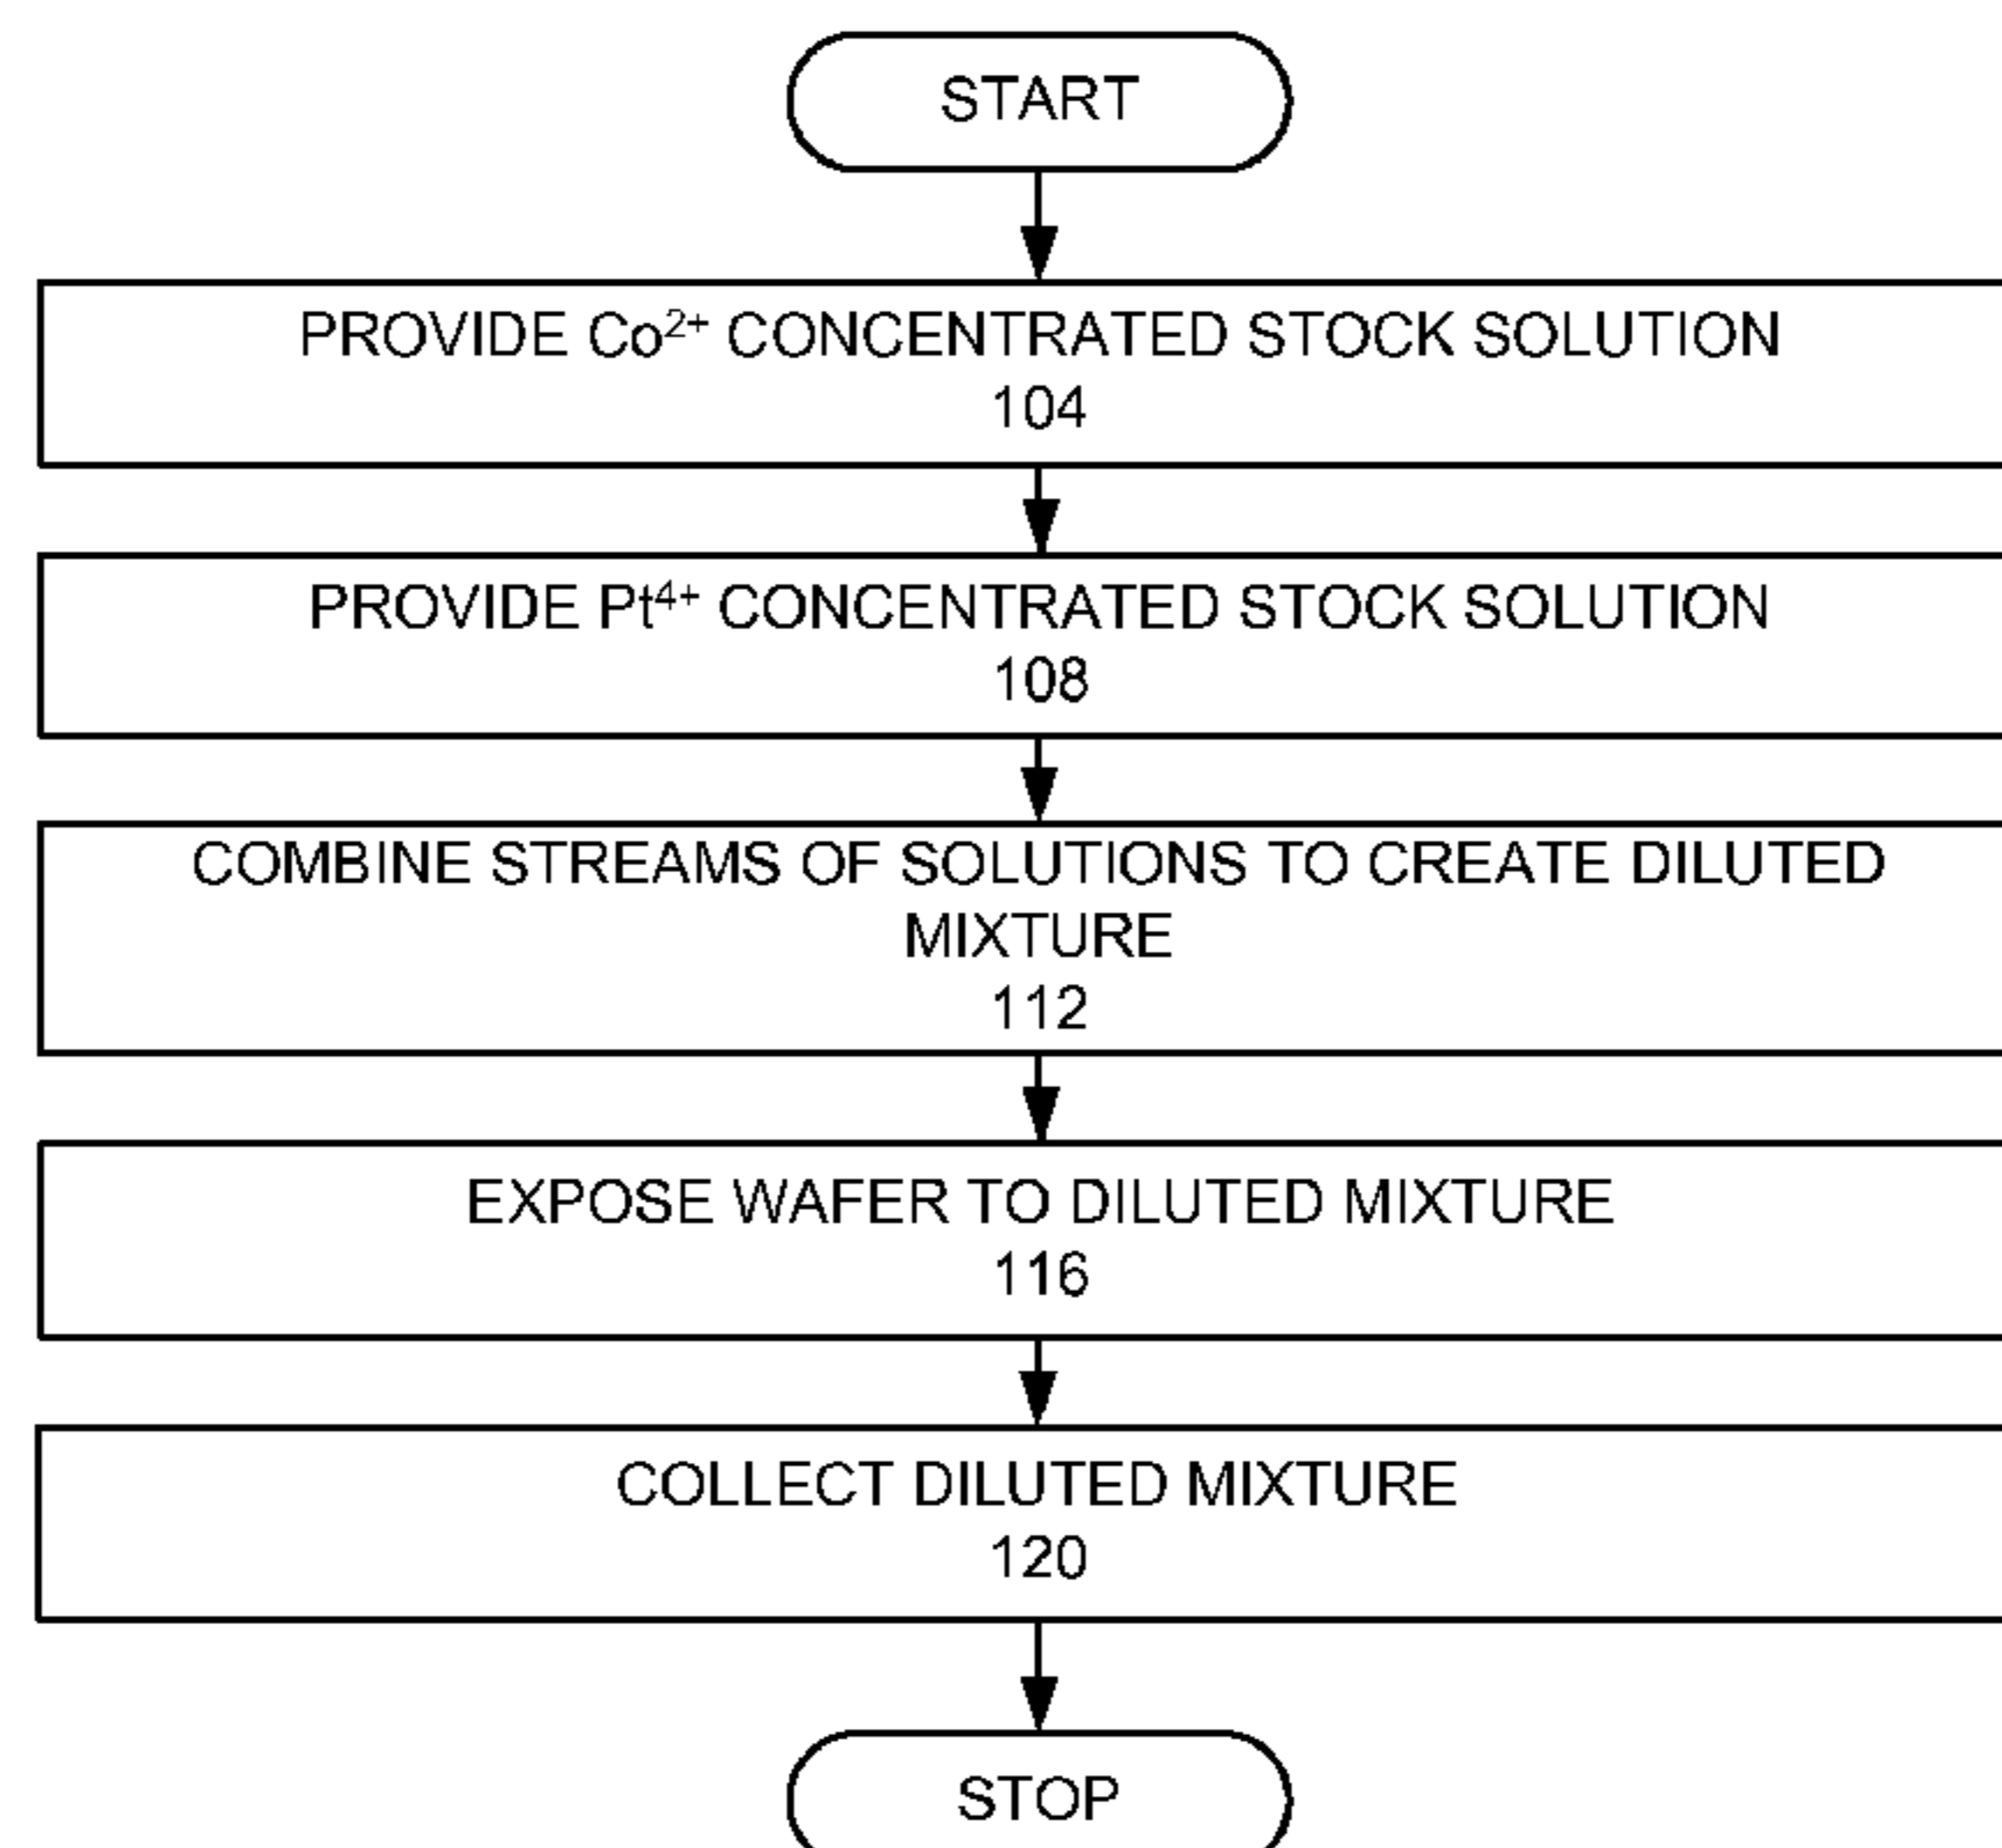 START
PROVIDE Co²⁺ CONCENTRATED STOCK SOLUTION
104
PROVIDE Pt⁴⁺ CONCENTRATED STOCK SOLUTION
108
COMBINE STREAMS OF SOLUTIONS TO CREATE DILUTED
MIXTURE
112
EXPOSE WAFER TO DILUTED MIXTURE
116
COLLECT DILUTED MIXTURE
120
STOP